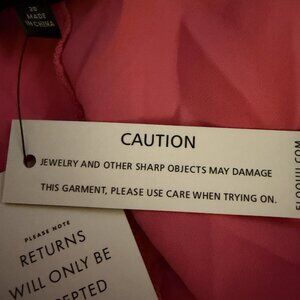 26
MADE
IN CHINA
CAUTION
JEWELRY AND OTHER SHARP OBJECTS MAY DAMAGE
THIS GARMENT, PLEASE USE CARE WHEN TRYING ON.
ELOQUII.COM
PLEASE NOTE
RETURNS
WILL ONLY BE